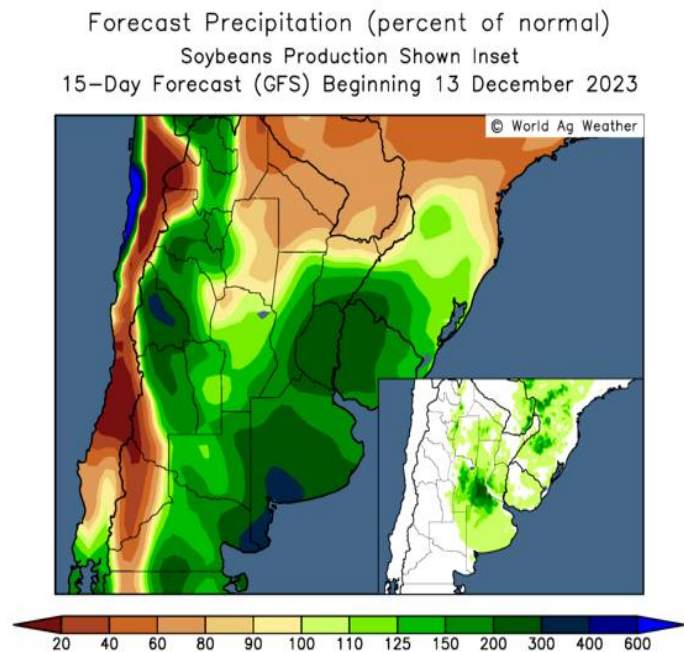 Forecast Precipitation (percent of normal)
Soybeans Production Shown Inset
15-Day Forecast (GFS) Beginning 13 December 2023
© World Ag Weather
20 40 60 80 90 100 110 125 150 200 300 400 600